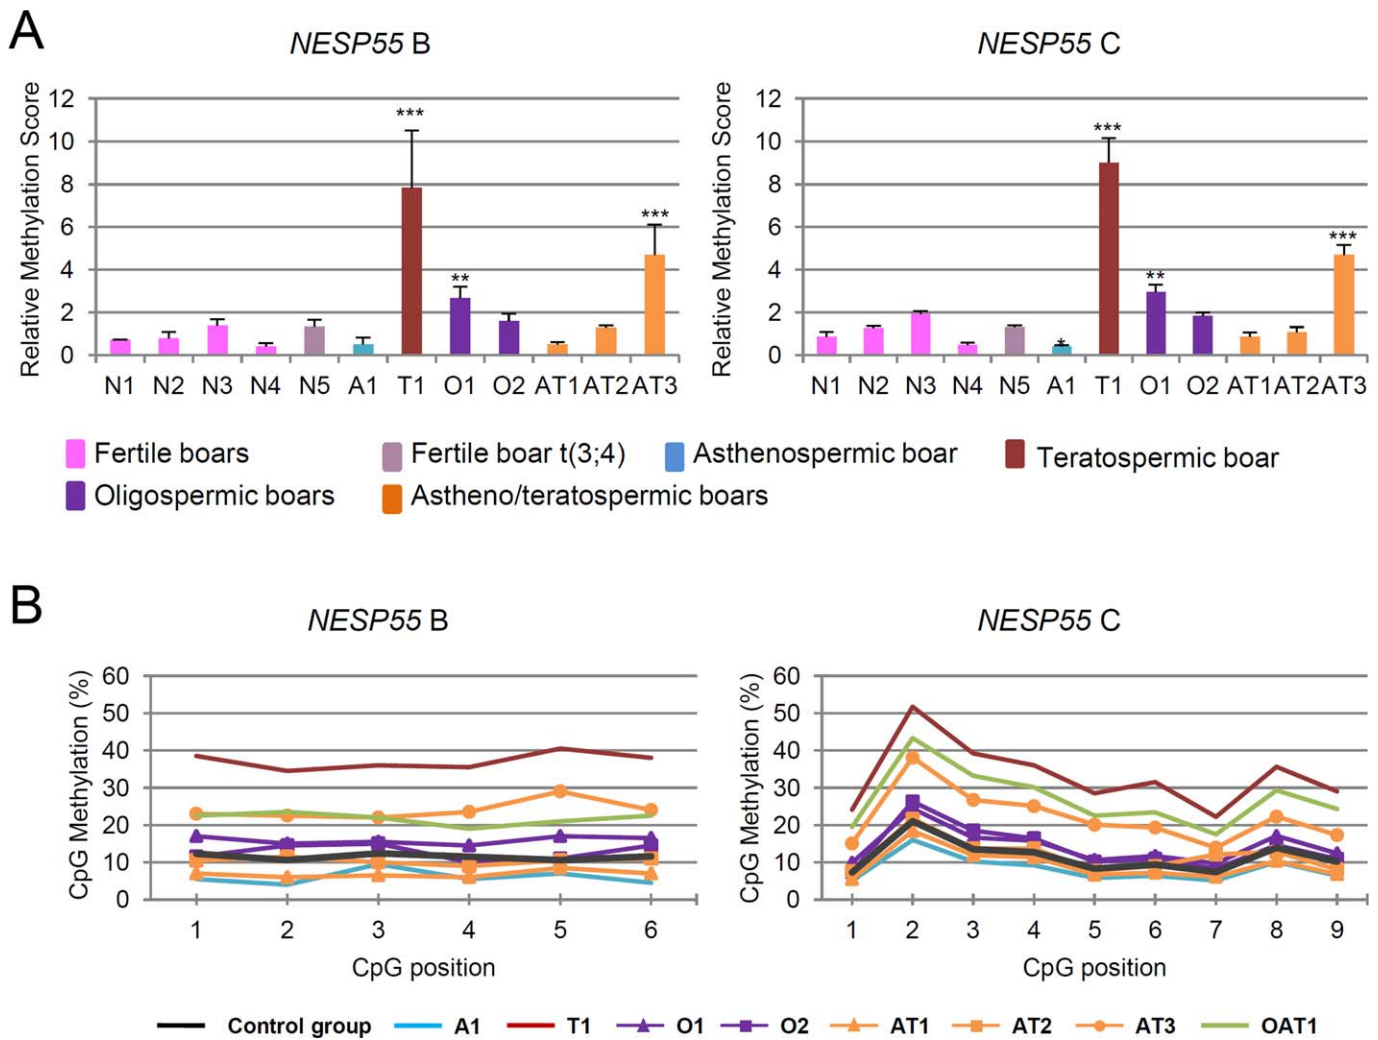 A
NESP55 B
NESP55 C
Relative Methylation Score
12
10
8
6
4
2
0
***
**
***
N1 N2 N3 N4 N5 A1 T1 O1 O2 AT1 AT2 AT3
Relative Methylation Score
12
10
8
6
4
2
0
*
***
**
***
N1 N2 N3 N4 N5 A1 T1 O1 O2 AT1 AT2 AT3
Fertile boars Fertile boar t(3;4) Asthenospermic boar Teratospermic boar
Oligospermic boars Astheno/teratospermic boars
B
NESP55 B
NESP55 C
CpG Methylation (%)
60
50
40
30
20
10
0
1 2 3 4 5 6
CpG position
CpG Methylation (%)
60
50
40
30
20
10
0
1 2 3 4 5 6 7 8 9
CpG position
Control group A1 T1 O1 O2 AT1 AT2 AT3 OAT1